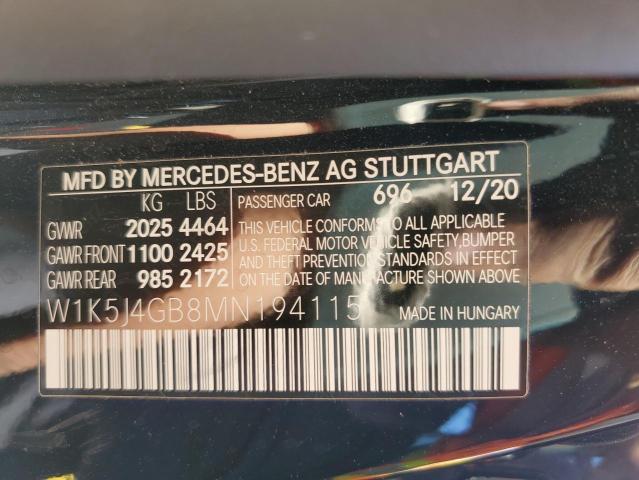 MFD BY MERCEDES-BENZ AG STUTTGART
KG LBS PASSENGER CAR 696 12/20
GVWR 2025 4464
GAWR FRONT 1100 2425
GAWR REAR 985 2172
THIS VEHICLE CONFORMS TO ALL APPLICABLE
U.S. FEDERAL MOTOR VEHICLE SAFETY, BUMPER
AND THEFT PREVENTION STANDARDS IN EFFECT
ON THE DATE OF MANUFACTURE SHOWN ABOVE.
W1K5J4GB8MN194115 MADE IN HUNGARY